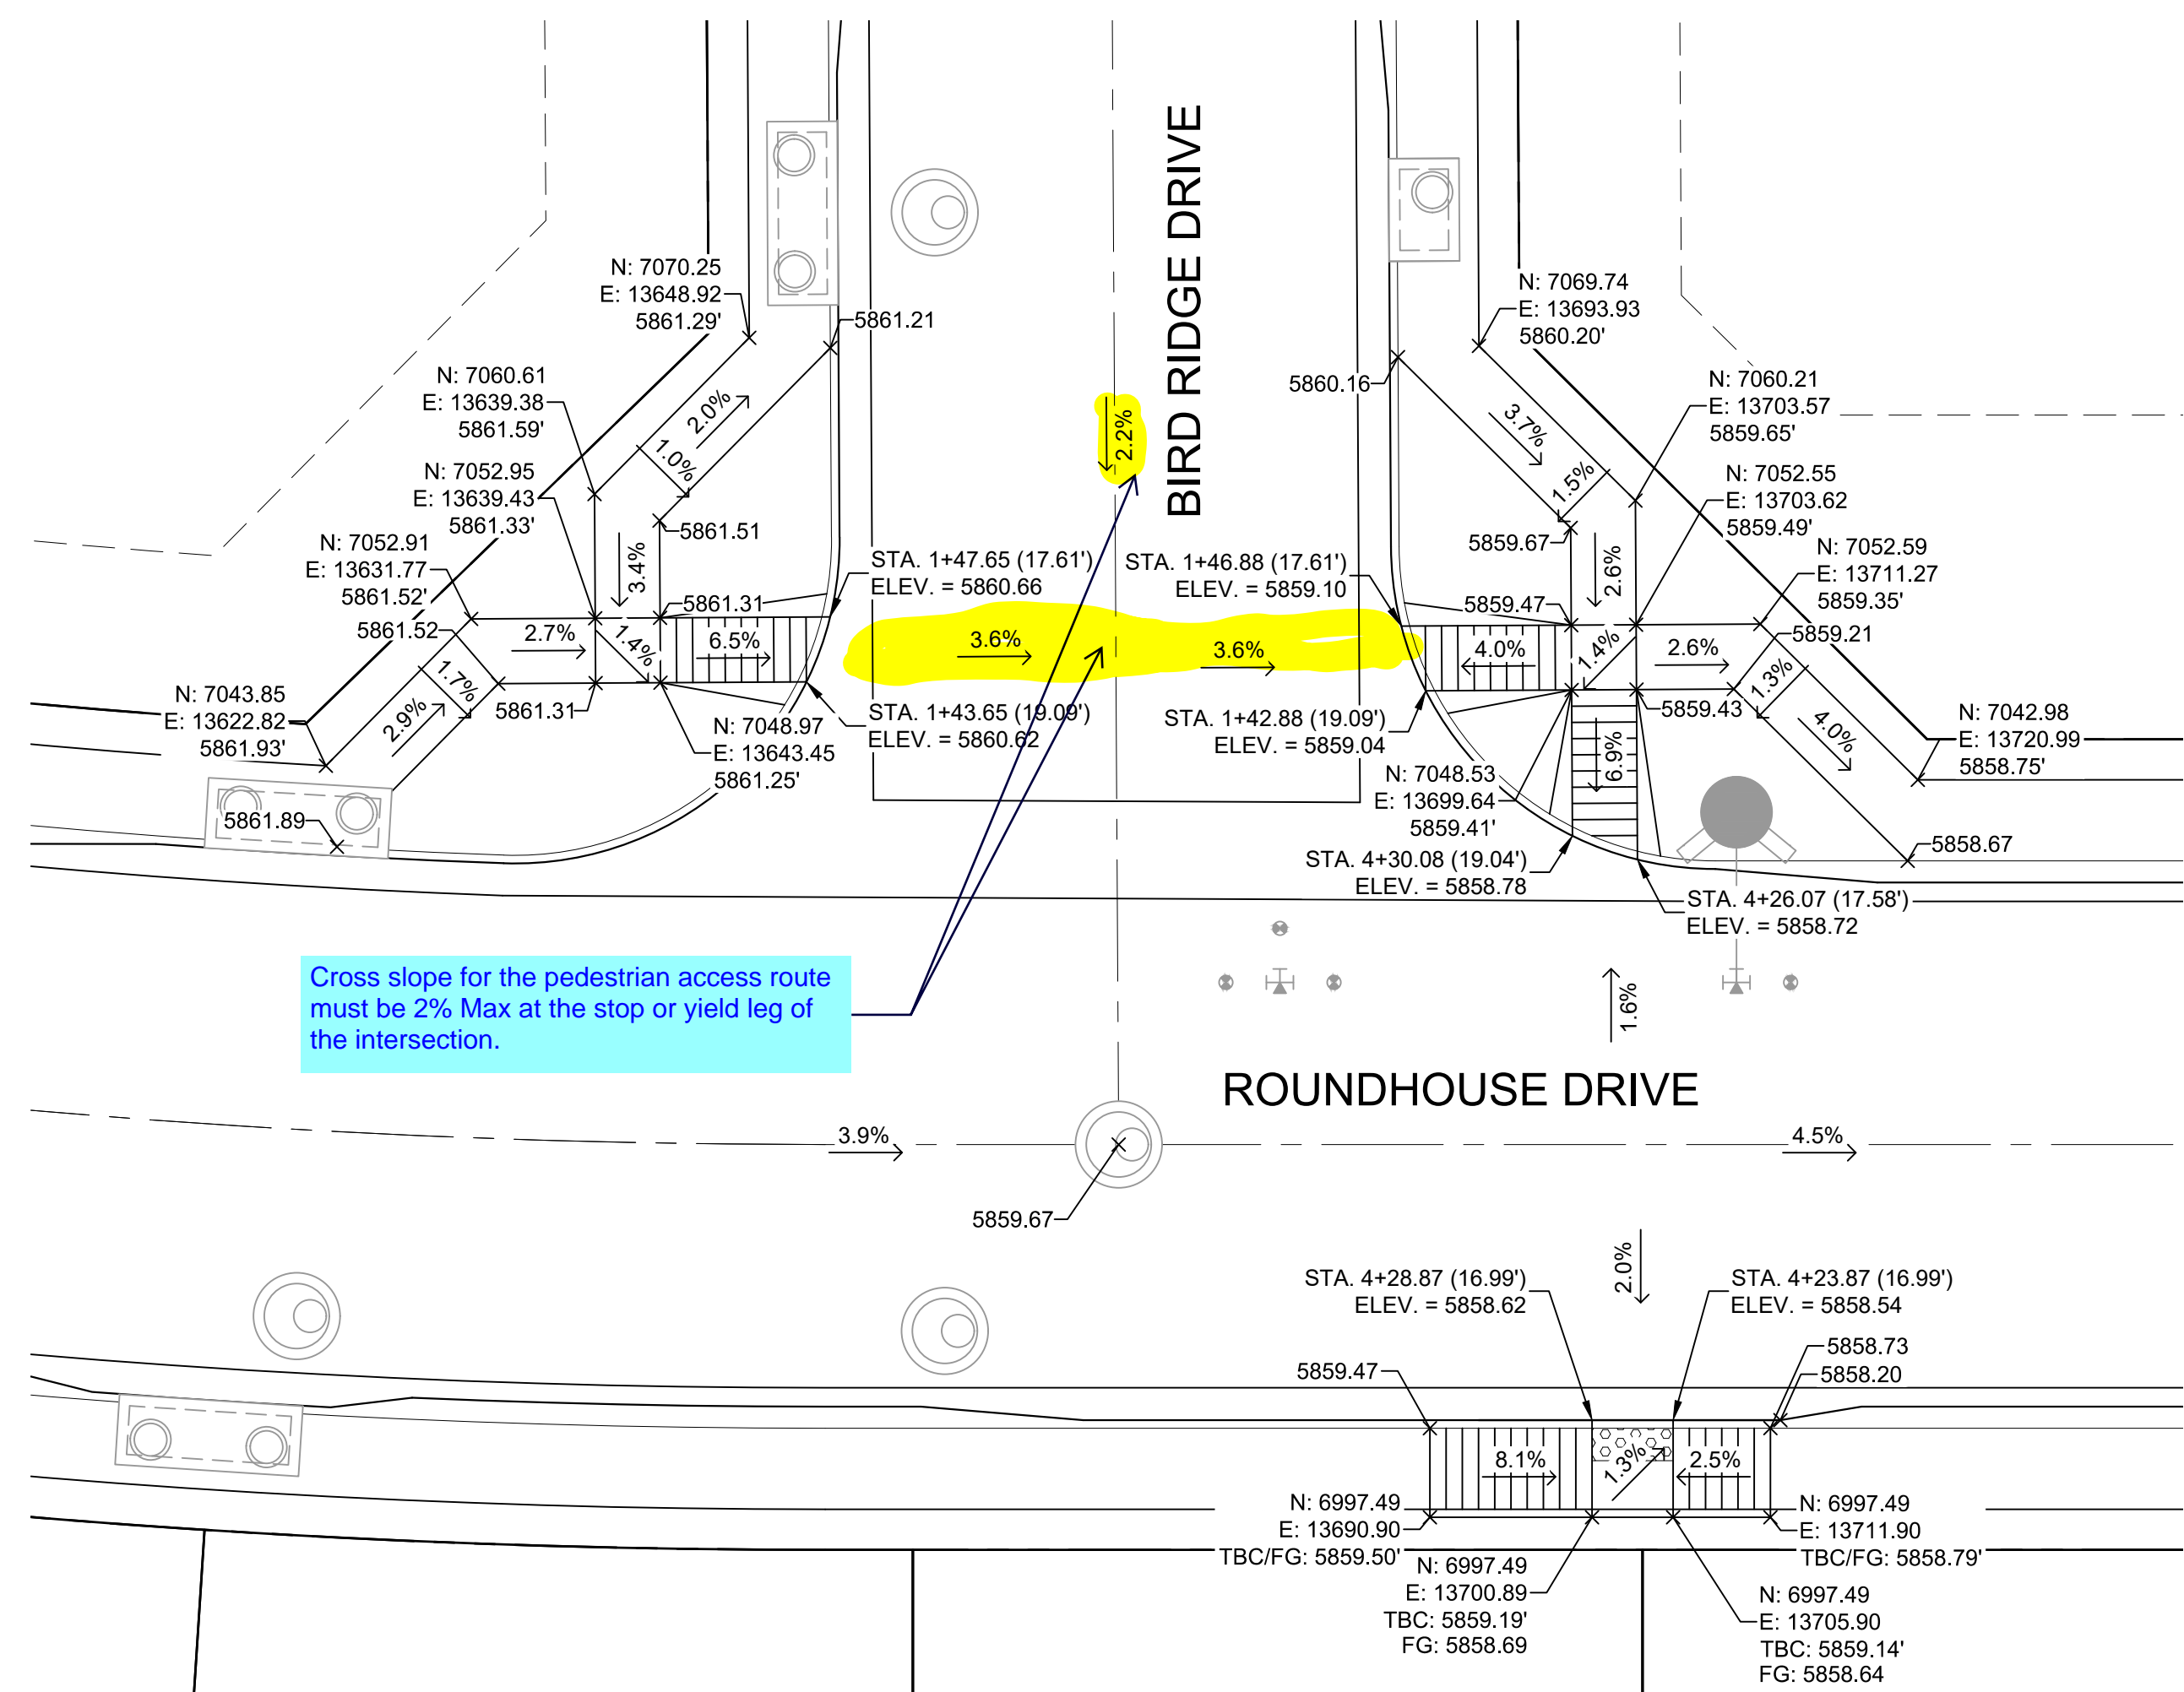 BIRD RIDGE DRIVE
N: 7070.25
E: 13648.92
5861.29'
5861.21
N: 7069.74
E: 13693.93
5860.20'
N: 7060.61
E: 13639.38
5861.59'
2.0%
1.0%
2.2%
5860.16
3.7%
1.5%
N: 7060.21
E: 13703.57
5859.65'
N: 7052.95
E: 13639.43
5861.33'
N: 7052.55
E: 13703.62
5859.49'
N: 7052.91
E: 13631.77
5861.52'
5861.51
3.4%
5859.67
2.6%
N: 7052.59
E: 13711.27
5859.35'
STA. 1+47.65 (17.61')
ELEV. = 5860.66
STA. 1+46.88 (17.61')
ELEV. = 5859.10
5861.52
5861.31
5859.47
5859.21
2.7%
1.4%
6.5%
3.6%
3.6%
4.0%
1.4%
2.6%
1.7%
2.9%
1.3%
4.0%
N: 7043.85
E: 13622.82
5861.93'
5861.31
N: 7048.97
E: 13643.45
5861.25'
STA. 1+43.65 (19.09')
ELEV. = 5860.62
STA. 1+42.88 (19.09')
ELEV. = 5859.04
5859.43
6.9%
N: 7042.98
E: 13720.99
5858.75'
N: 7048.53
E: 13699.64
5859.41'
5861.89
5858.67
STA. 4+30.08 (19.04')
ELEV. = 5858.78
STA. 4+26.07 (17.58')
ELEV. = 5858.72
Cross slope for the pedestrian access route
must be 2% Max at the stop or yield leg of
the intersection.
1.6%
ROUNDHOUSE DRIVE
3.9%
4.5%
5859.67
2.0%
STA. 4+28.87 (16.99')
ELEV. = 5858.62
STA. 4+23.87 (16.99')
ELEV. = 5858.54
5858.73
5858.20
5859.47
8.1%
1.3%
2.5%
N: 6997.49
E: 13690.90
TBC/FG: 5859.50'
N: 6997.49
E: 13711.90
TBC/FG: 5858.79'
N: 6997.49
E: 13700.89
TBC: 5859.19'
FG: 5858.69
N: 6997.49
E: 13705.90
TBC: 5859.14'
FG: 5858.64